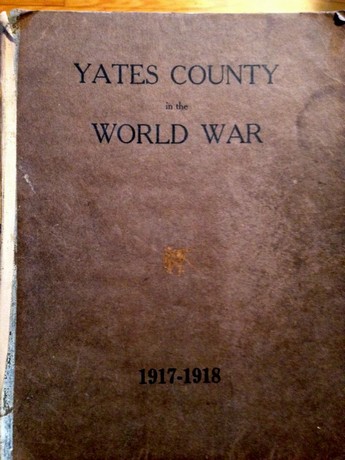 YATES COUNTY
in the
WORLD WAR
1917-1918